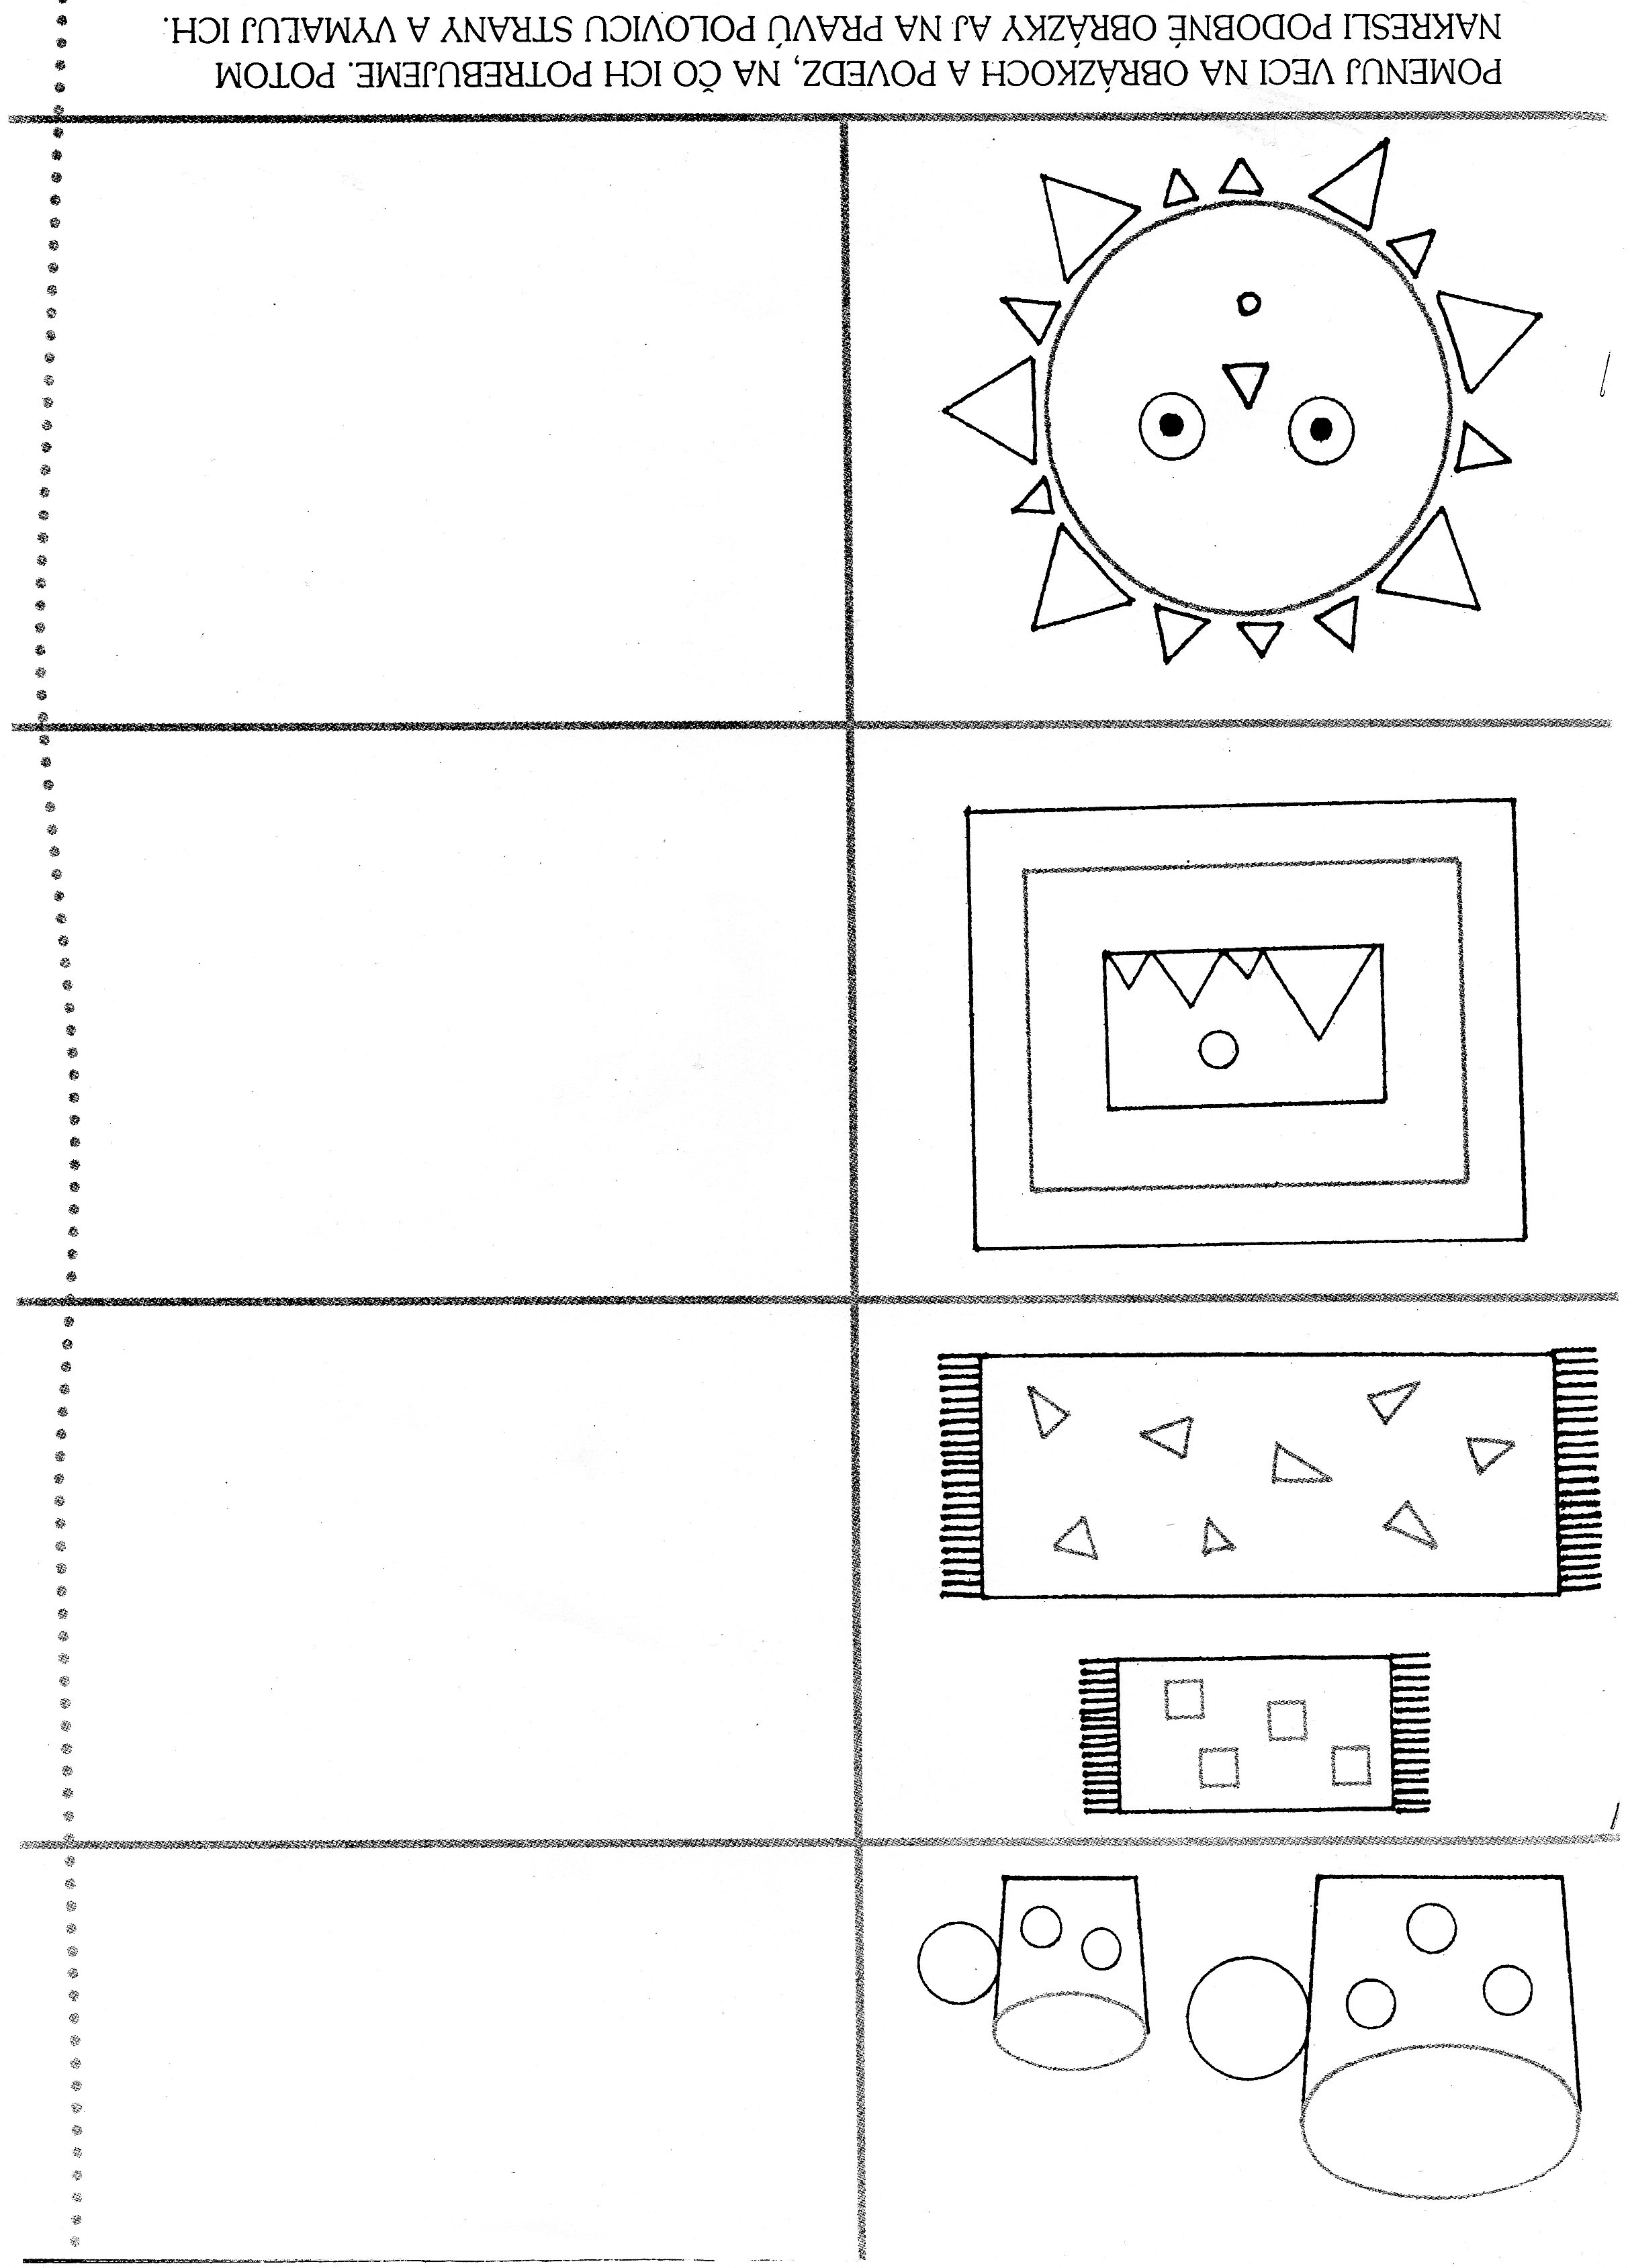 POMENUJ VECI NA OBRÁZKOCH A POVEDZ, NA ČO ICH POTREBUJEME. POTOM
NAKRESLI PODOBNÉ OBRÁZKY AJ NA PRAVÚ POLOVICU STRANY A VYMAĽUJ ICH.